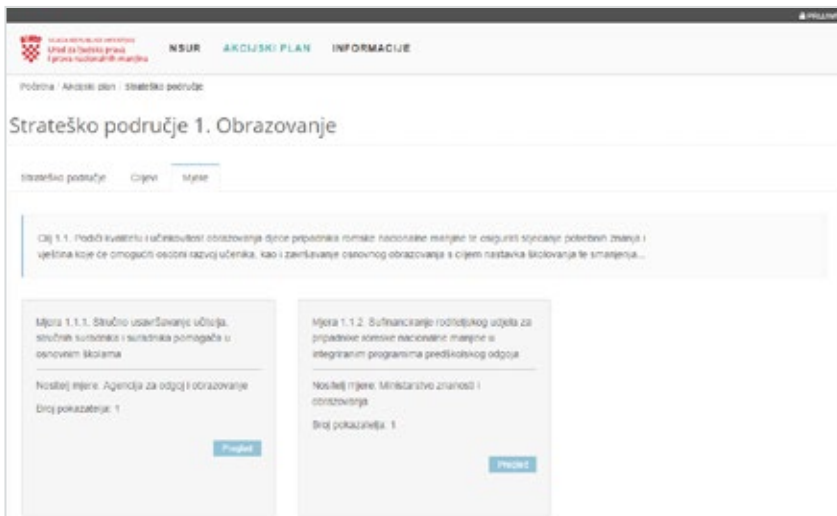 PRIJAVA
VLADA REPUBLIKE HRVATSKE
Ured za ljudska prava
i prava nacionalnih manjina
NSUR AKCIJSKI PLAN INFORMACIJE
Početna / Akcijski plan / Strateško područje
Strateško područje 1. Obrazovanje
Strateško područje Ciljevi Mjere
Cilj 1.1. Podići kvalitetu i učinkovitost obrazovanja djece pripadnika romske nacionalne manjine te osigurati stjecanje potrebnih znanja i
vještina koje će omogućiti osobni razvoj učenika, kao i završavanje osnovnog obrazovanja s ciljem nastavka školovanja te smanjenja...
Mjera 1.1.1. Stručno usavršavanje učitelja,
stručnih suradnika i suradnika pomagača u
osnovnim školama
Nositelj mjere: Agencija za odgoj i obrazovanje
Broj pokazatelja: 1
Pregled
Mjera 1.1.2. Sufinanciranje roditeljskog udjela za
pripadnike romske nacionalne manjine u
integriranim programima predškolskog odgoja
Nositelj mjere: Ministarstvo znanosti i
obrazovanja
Broj pokazatelja: 1
Pregled